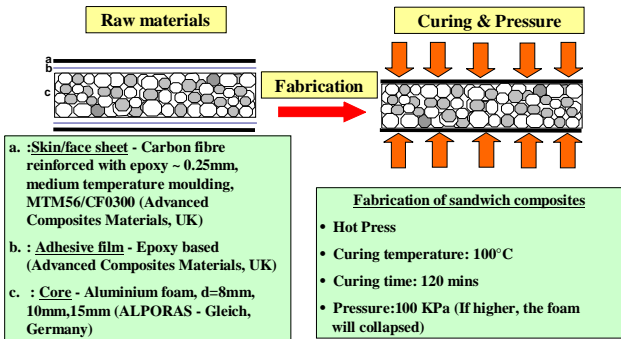 Raw materials
a
b
c
Fabrication
Curing & Pressure
a. :Skin/face sheet - Carbon fibre
reinforced with epoxy ~ 0.25mm,
medium temperature moulding,
MTM56/CF0300 (Advanced
Composites Materials, UK)
b. : Adhesive film - Epoxy based
(Advanced Composites Materials, UK)
c. : Core - Aluminium foam, d=8mm,
10mm,15mm (ALPORAS - Gleich,
Germany)
Fabrication of sandwich composites
• Hot Press
• Curing temperature: 100°C
• Curing time: 120 mins
• Pressure:100 KPa (If higher, the foam
will collapsed)